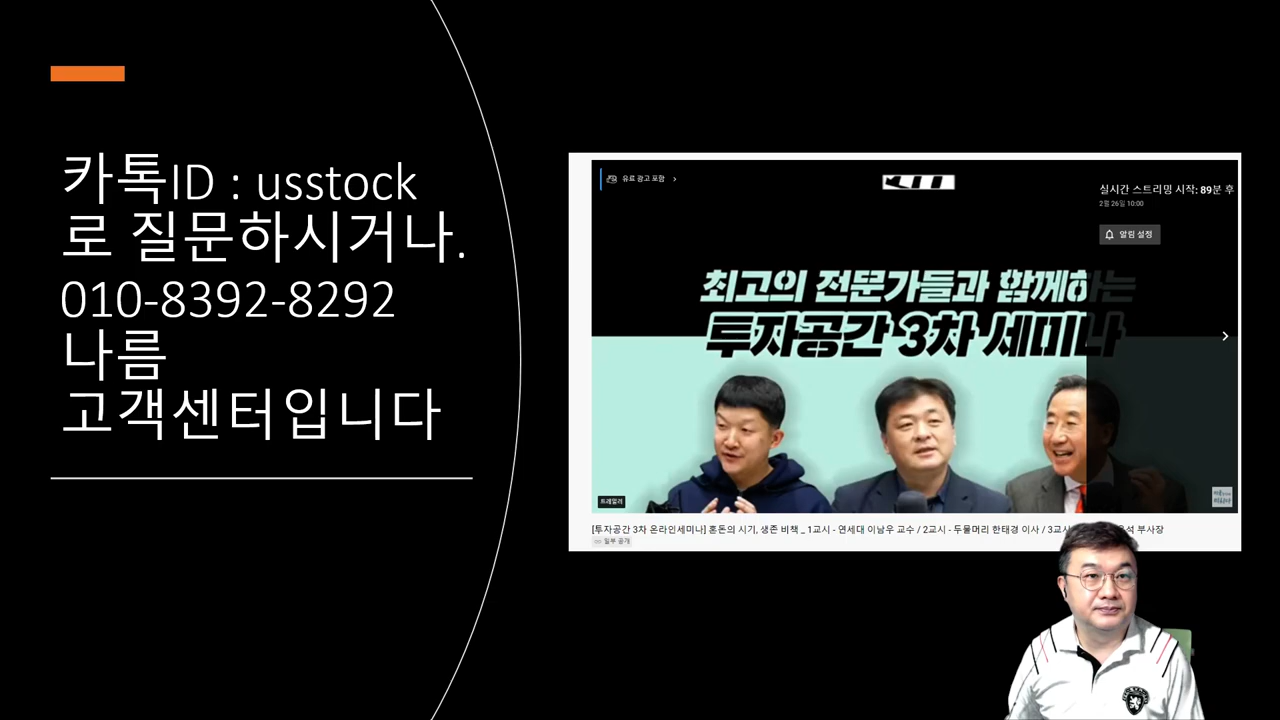 카톡ID : usstock
로 질문하시거나.
010-8392-8292
나름
고객센터입니다
유료 광고 포함
실시간 스트리밍 시작: 89분 후
2월 26일 10:00
알림 설정
최고의 전문가들과 함께하는
투자공간 3차 세미나
트레일러
[투자공간 3차 온라인세미나] 혼돈의 시기, 생존 비책 _ 1교시 - 연세대 이남우 교수 / 2교시 - 두물머리 한태경 이사 / 3교시 부사장
일부 공개